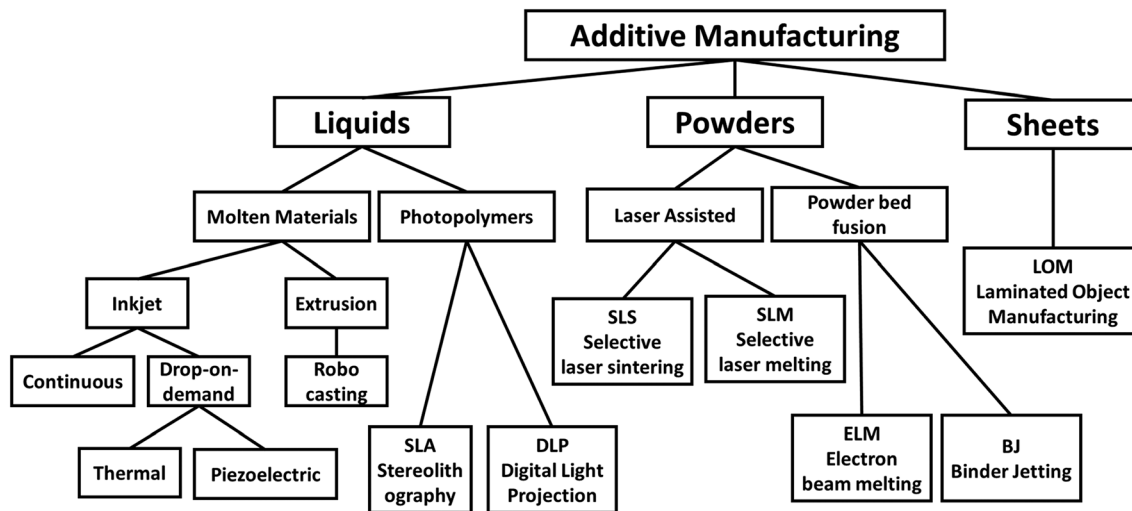 Additive Manufacturing
Liquids
Powders
Sheets
Molten Materials
Photopolymers
Laser Assisted
Powder bed
fusion
Inkjet
Extrusion
SLS
Selective
laser sintering
SLM
Selective
laser melting
LOM
Laminated Object
Manufacturing
Continuous
Drop-on-
demand
Robo
casting
Thermal
Piezoelectric
SLA
Stereolith
ography
DLP
Digital Light
Projection
ELM
Electron
beam melting
BJ
Binder Jetting